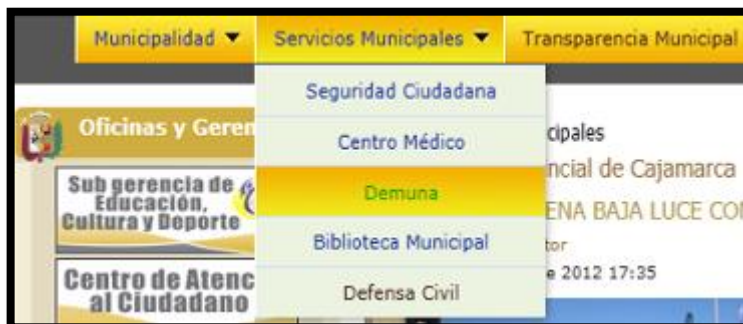 Municipalidad Servicios Municipales Transparencia Municipal
Seguridad Ciudadana
Centro Médico
Demuna
Biblioteca Municipal
Defensa Civil
Oficinas y Geren
Sub gerencia de
Educación,
Cultura y Deporte
Centro de Atenc
al Ciudadano
cipales
ncial de Cajamarca
ENA BAJA LUCE CO
tor
e 2012 17:35